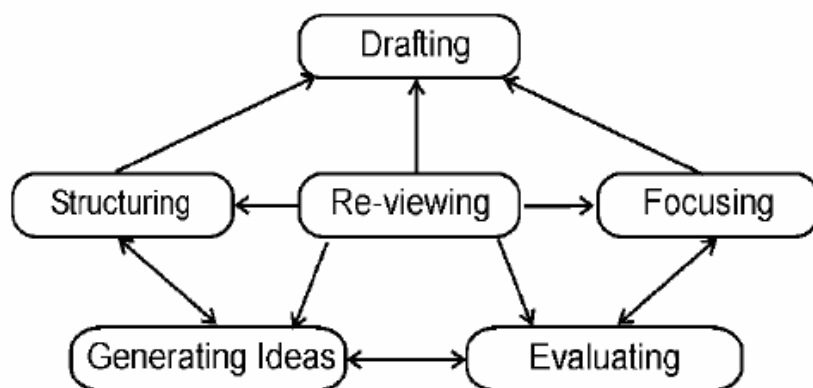 Drafting
Structuring
Re-viewing
Focusing
Generating Ideas
Evaluating